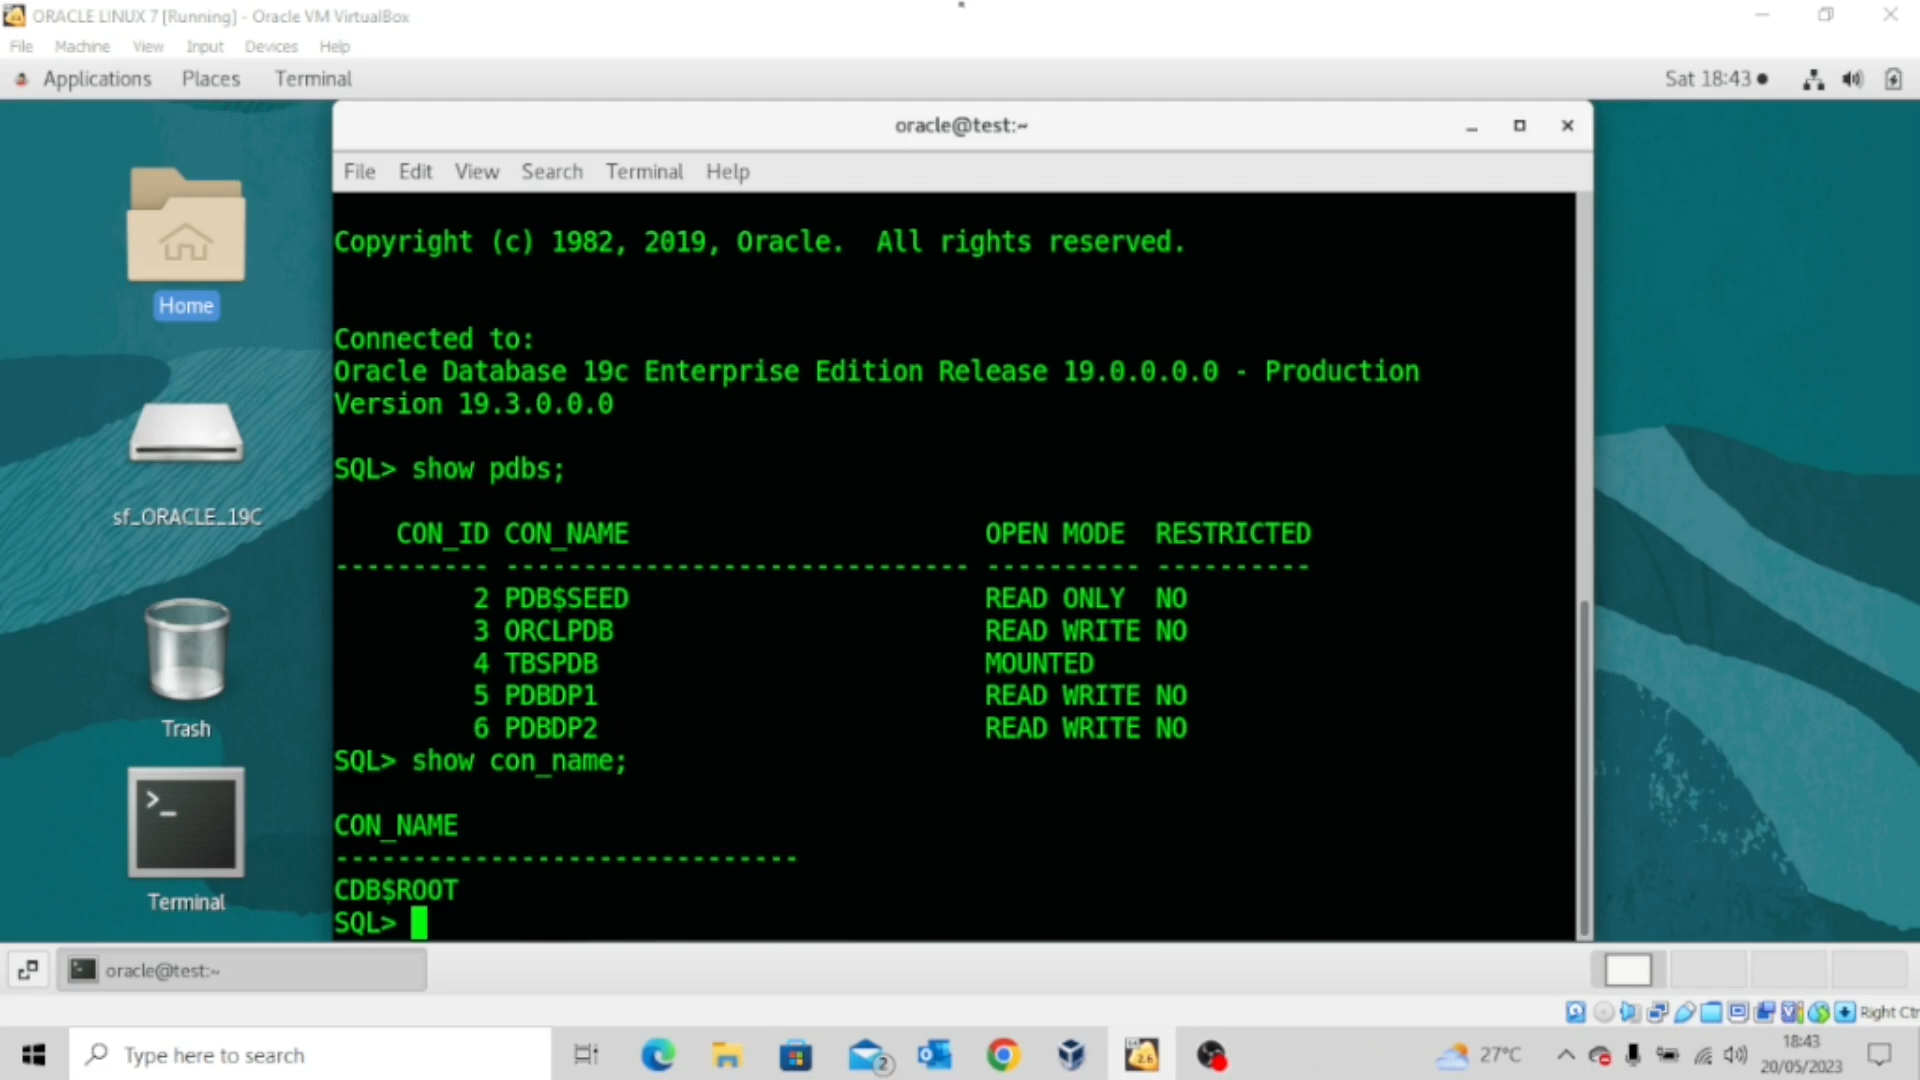 ORACLE LINUX 7 [Running] - Oracle VM VirtualBox
File Machine View Input Devices Help
Applications Places Terminal Sat 18:43
oracle@test:~
File Edit View Search Terminal Help
Copyright (c) 1982, 2019, Oracle.  All rights reserved.
Connected to:
Oracle Database 19c Enterprise Edition Release 19.0.0.0.0 - Production
Version 19.3.0.0.0
SQL> show pdbs;
    CON_ID CON_NAME                       OPEN MODE  RESTRICTED
---------- ------------------------------ ---------- ----------
         2 PDB$SEED                       READ ONLY  NO
         3 ORCLPDB                        READ WRITE NO
         4 TBSPDB                         MOUNTED
         5 PDBDP1                         READ WRITE NO
         6 PDBDP2                         READ WRITE NO
SQL> show con_name;
CON_NAME
------------------------------
CDB$ROOT
SQL>
Home
sf_ORACLE_19C
Trash
Terminal
oracle@test:~
Right Ctrl
Type here to search
2
2.6
27°C
18:43
20/05/2023